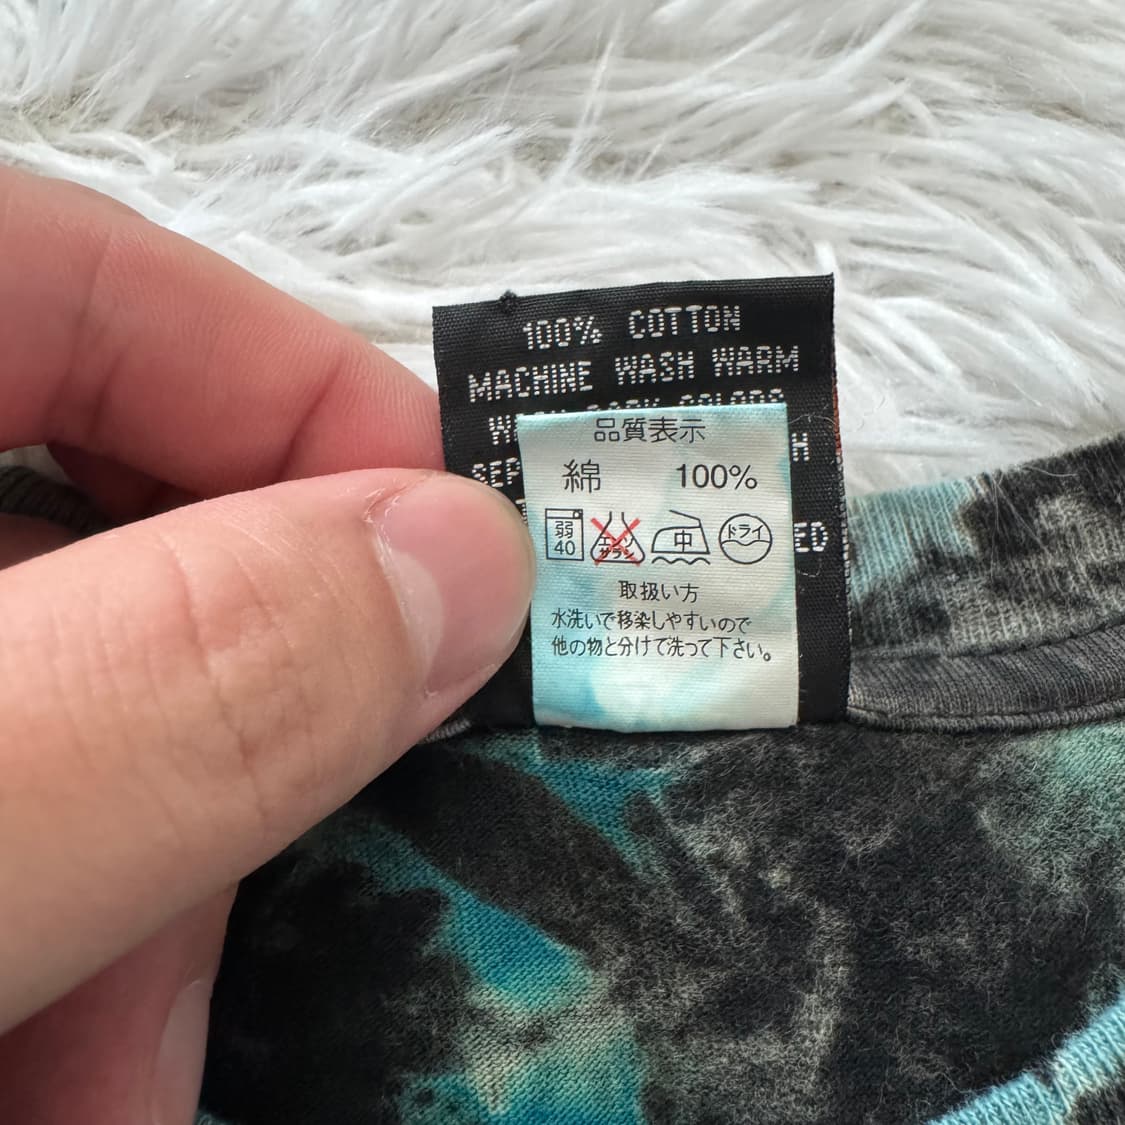 100% COTTON
MACHINE WASH WARM
品質表示
綿 100%
弱 40 エンソ サラシ 中 ドライ
取扱い方
水洗いで移染しやすいので
他の物と分けて洗って下さい。